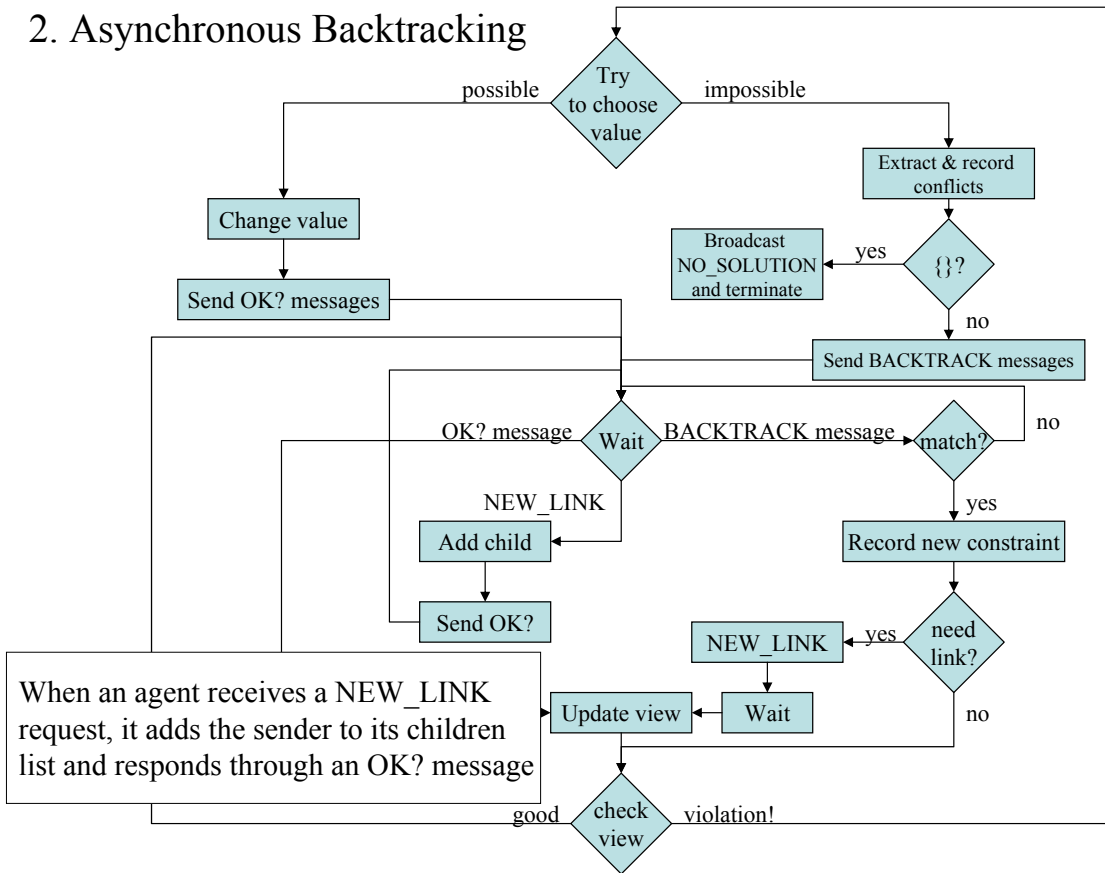 2. Asynchronous Backtracking
Try
to choose
value
possible
impossible
Extract & record
conflicts
Change value
Broadcast
NO_SOLUTION
and terminate
yes
{}?
Send OK? messages
no
Send BACKTRACK messages
OK? message
Wait
BACKTRACK message
match?
no
NEW_LINK
yes
Add child
Record new constraint
Send OK?
NEW_LINK
yes
need
link?
When an agent receives a NEW_LINK
request, it adds the sender to its children
list and responds through an OK? message
Update view
Wait
no
good
check
view
violation!